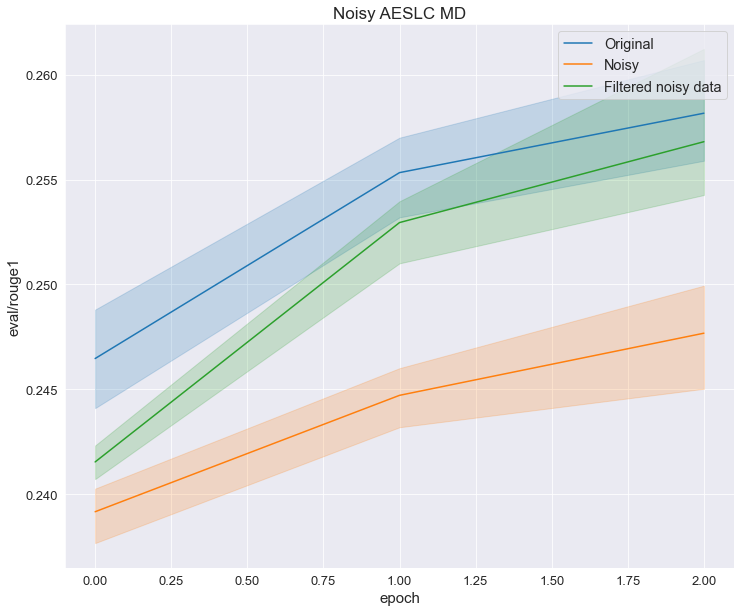 Noisy AESLC MD
Original
Noisy
Filtered noisy data
0.260
0.255
0.250
0.245
0.240
eval/rouge1
0.00 0.25 0.50 0.75 1.00 1.25 1.50 1.75 2.00
epoch